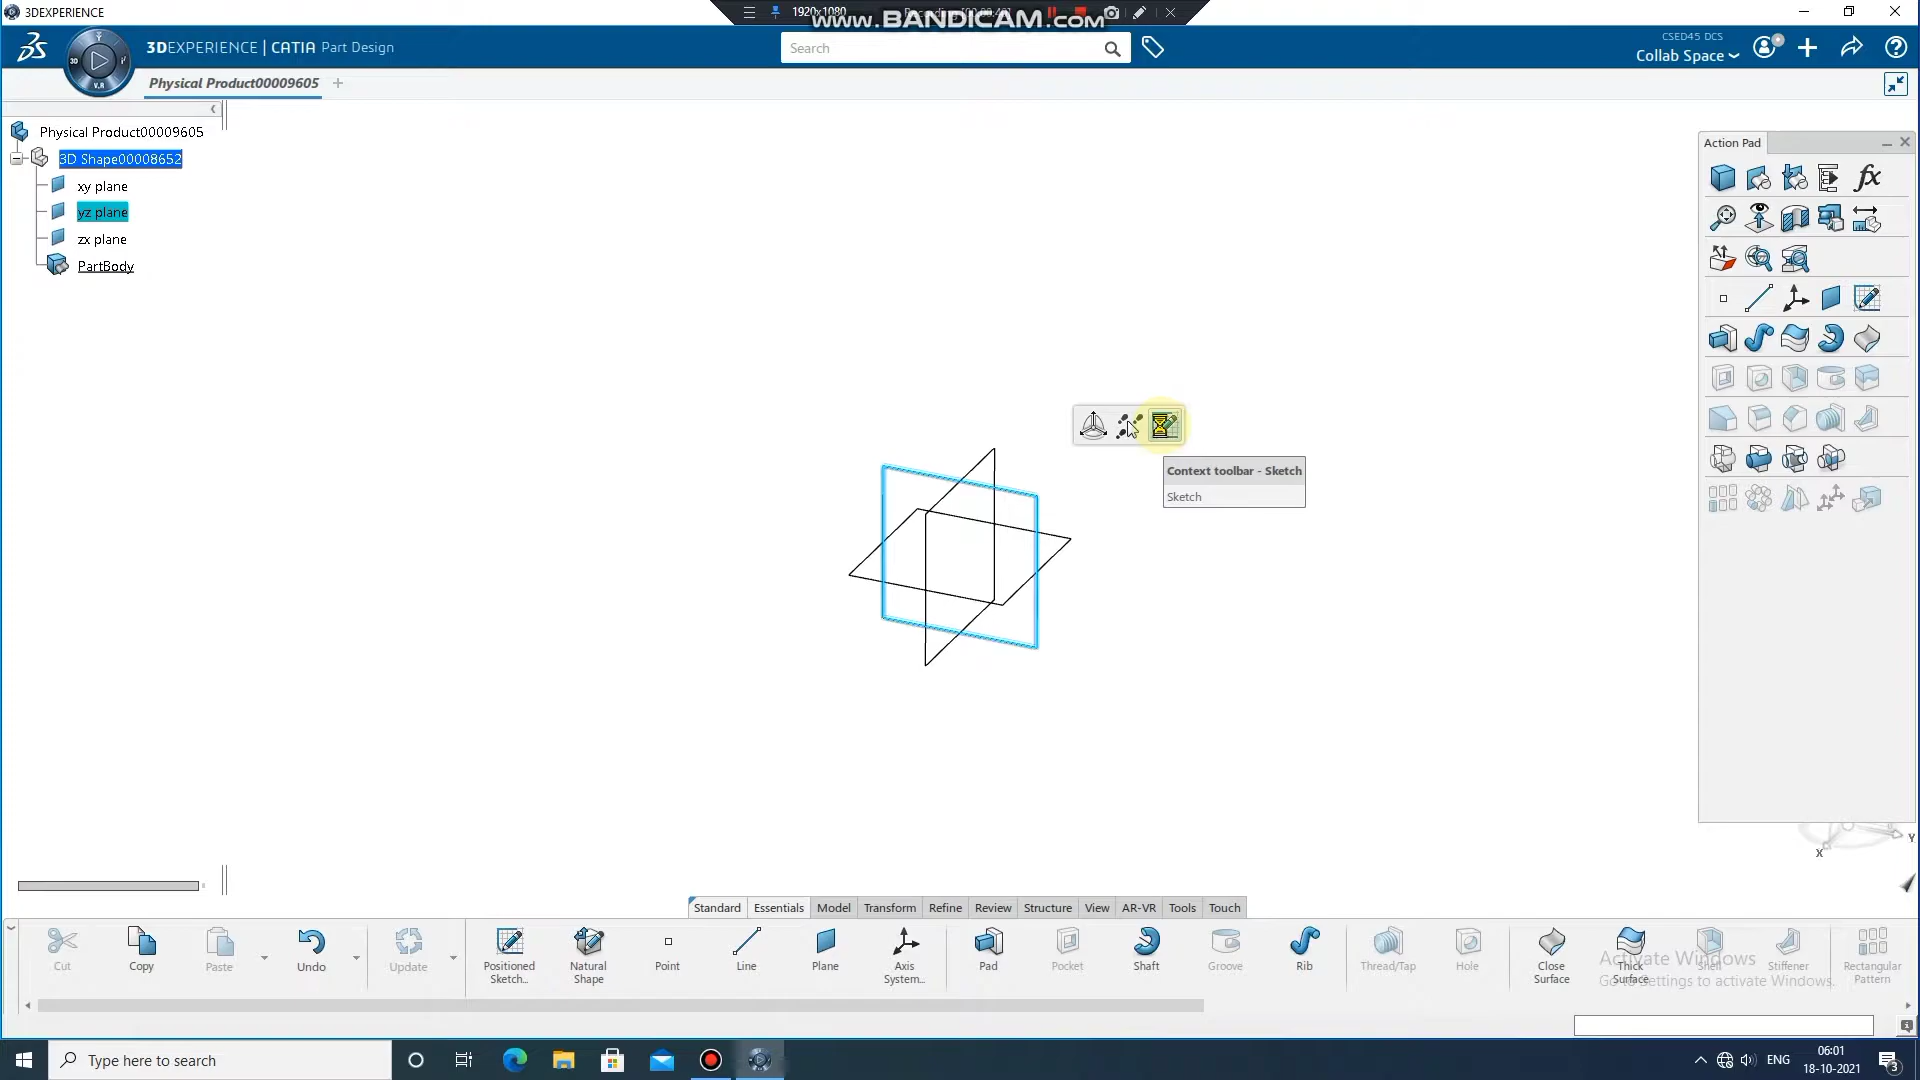 3DEXPERIENCE
1920x1080
www.BANDICAM.com
3DEXPERIENCE | CATIA Part Design
Search
CSED45 DCS
Collab Space
Physical Product00009605
Physical Product00009605
3D Shape00008652
xy plane
yz plane
zx plane
PartBody
Action Pad
Context toolbar - Sketch
Sketch
Y
X
Standard
Essentials
Model
Transform
Refine
Review
Structure
View
AR-VR
Tools
Touch
Cut
Copy
Paste
Undo
Update
Positioned Sketch...
Natural Shape
Point
Line
Plane
Axis System...
Pad
Pocket
Shaft
Groove
Rib
Thread/Tap
Hole
Close Surface
Thick Surface
Shell
Stiffener
Rectangular Pattern
Activate Windows
Go to Settings to activate Windows.
Type here to search
ENG
06:01
18-10-2021
3